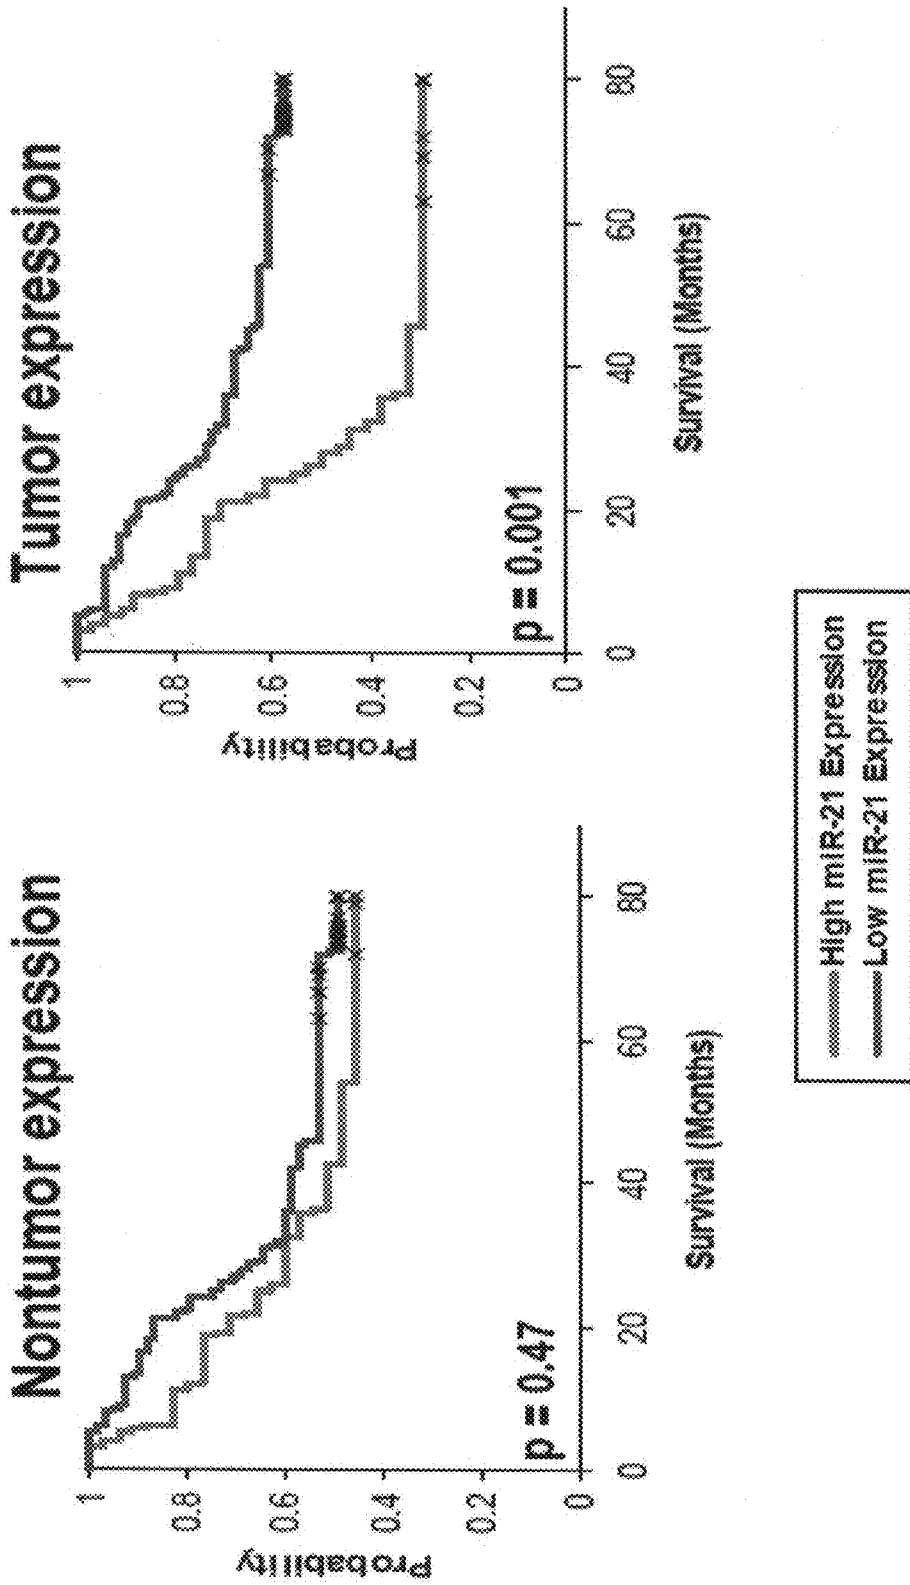 Nontumor expression
Probability
1
0.8
0.6
0.4
0.2
0
p = 0.47
0
20
40
60
80
Survival (Months)
Tumor expression
Probability
1
0.8
0.6
0.4
0.2
0
p = 0.001
0
20
40
60
80
Survival (Months)
High miR-21 Expression
Low miR-21 Expression